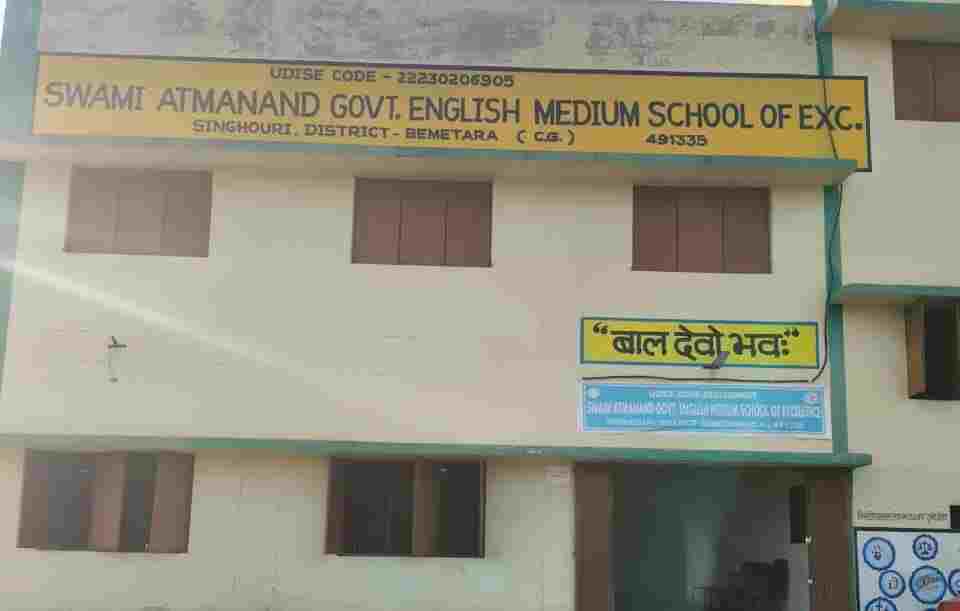 UDISE CODE - 22230206905
SWAMI ATMANAND GOVT. ENGLISH MEDIUM SCHOOL OF EXC.
SINGHOURI, DISTRICT - BEMETARA ( C.G. ) 491335
“बाल देवो भवः”
SWAMI ATMANAND GOVT. ENGLISH MEDIUM SCHOOL OF EXCELLENCE